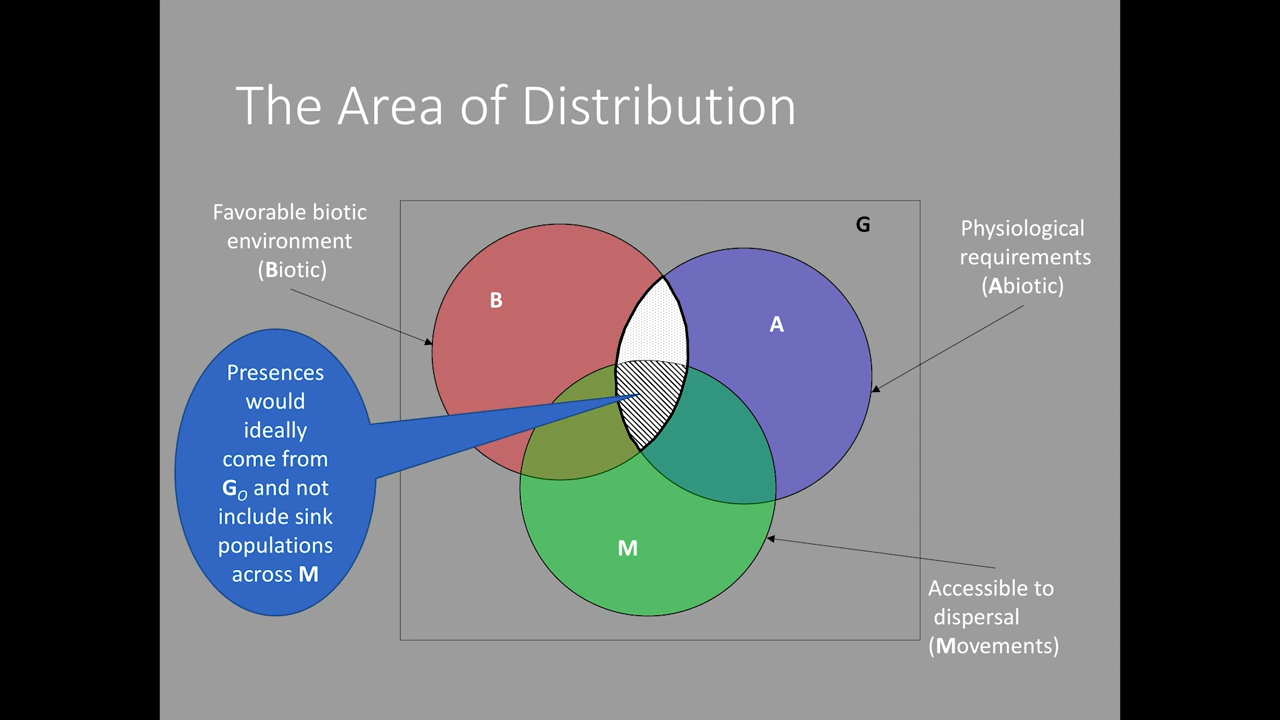 The Area of Distribution
Favorable biotic
environment
(Biotic)
G
Physiological
requirements
(Abiotic)
B
A
Presences
would
ideally
come from
GO and not
include sink
populations
across M
M
Accessible to
dispersal
(Movements)